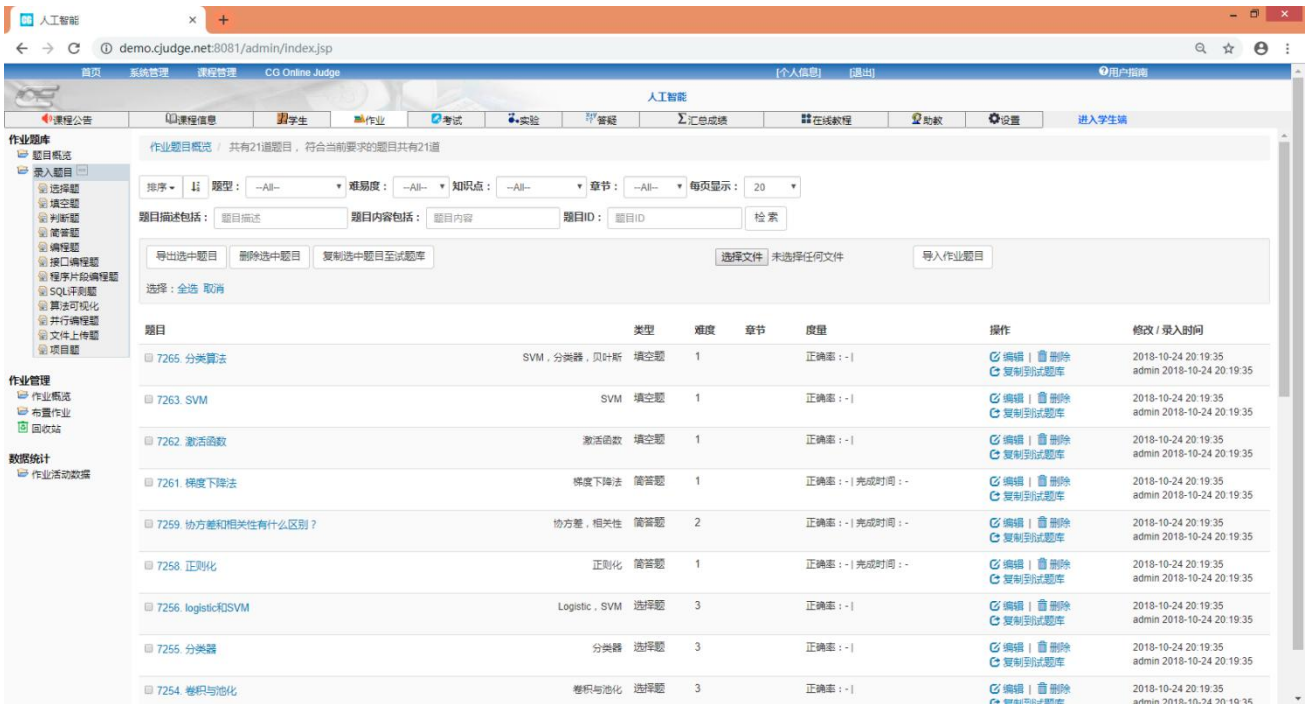 人工智能
demo.cjudge.net:8081/admin/index.jsp
首页 系统管理 课程管理 CG Online Judge [个人信息] [退出] 用户指南
CG
人工智能
课程公告 课程信息 学生 作业 考试 实验 答疑 Σ汇总成绩 在线教程 助教 设置 进入学生端
作业题库
题目概览
录入题目
选择题
填空题
判断题
简答题
编程题
接口编程题
程序片段编程题
SQL评测题
算法可视化
并行编程题
文件上传题
项目题
作业管理
作业概览
布置作业
回收站
数据统计
作业活动数据
作业题目概览 / 共有21道题目，符合当前要求的题目共有21道
排序 题型： --All-- 难易度： --All-- 知识点： --All-- 章节： --All-- 每页显示： 20
题目描述包括： 题目描述 题目内容包括： 题目内容 题目ID： 题目ID 检 索
导出选中题目 删除选中题目 复制选中题目至试题库 选择文件 未选择任何文件 导入作业题目
选择：全选 取消
题目 类型 难度 章节 度量 操作 修改 / 录入时间
7265. 分类算法 SVM，分类器，贝叶斯 填空题 1 正确率：- | 编辑 | 删除 2018-10-24 20:19:35
复制到试题库 admin 2018-10-24 20:19:35
7263. SVM SVM 填空题 1 正确率：- | 编辑 | 删除 2018-10-24 20:19:35
复制到试题库 admin 2018-10-24 20:19:35
7262. 激活函数 激活函数 填空题 1 正确率：- | 编辑 | 删除 2018-10-24 20:19:35
复制到试题库 admin 2018-10-24 20:19:35
7261. 梯度下降法 梯度下降法 简答题 1 正确率：- | 完成时间：- 编辑 | 删除 2018-10-24 20:19:35
复制到试题库 admin 2018-10-24 20:19:35
7259. 协方差和相关性有什么区别？ 协方差，相关性 简答题 2 正确率：- | 完成时间：- 编辑 | 删除 2018-10-24 20:19:35
复制到试题库 admin 2018-10-24 20:19:35
7258. 正则化 正则化 简答题 1 正确率：- | 完成时间：- 编辑 | 删除 2018-10-24 20:19:35
复制到试题库 admin 2018-10-24 20:19:35
7256. logistic和SVM Logistic，SVM 选择题 3 正确率：- | 编辑 | 删除 2018-10-24 20:19:35
复制到试题库 admin 2018-10-24 20:19:35
7255. 分类器 分类器 选择题 3 正确率：- | 编辑 | 删除 2018-10-24 20:19:35
复制到试题库 admin 2018-10-24 20:19:35
7254. 卷积与池化 卷积与池化 选择题 3 正确率：- | 编辑 | 删除 2018-10-24 20:19:35
复制到试题库 admin 2018-10-24 20:19:35